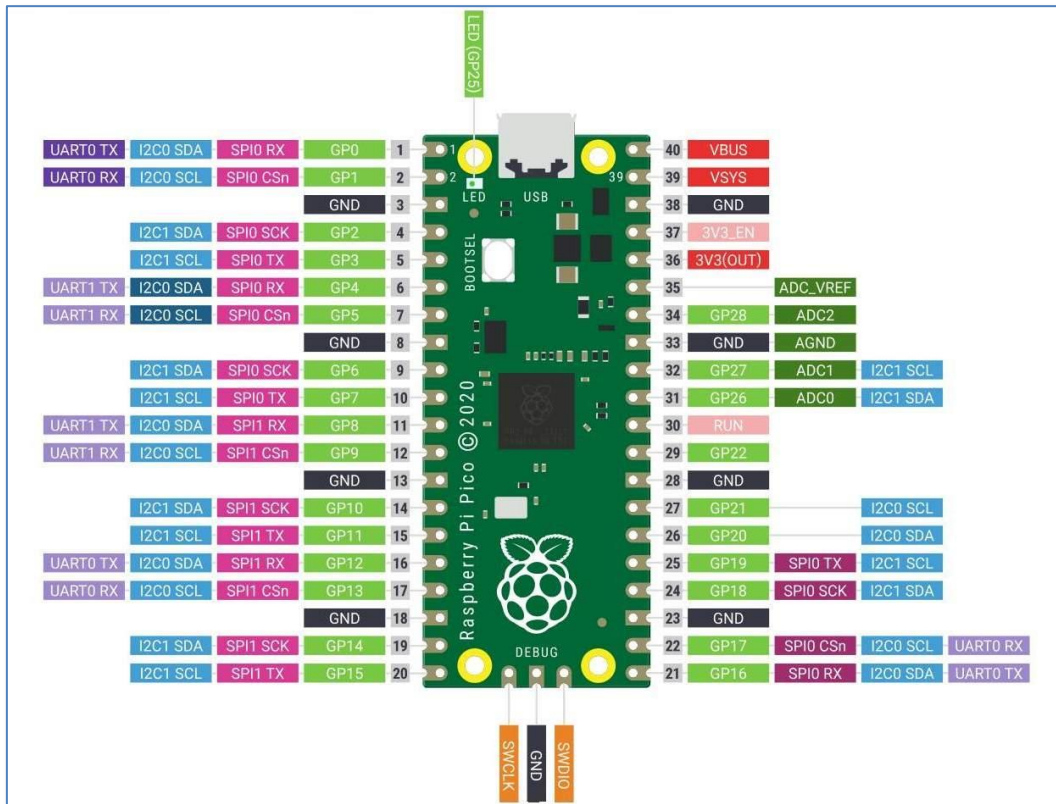 LED (GP25)
UART0 TX I2C0 SDA SPI0 RX GP0 1 1 40 VBUS
UART0 RX I2C0 SCL SPI0 CSn GP1 2 2 39 39 VSYS
LED USB
GND 3 38 GND
I2C1 SDA SPI0 SCK GP2 4 37 3V3_EN
I2C1 SCL SPI0 TX GP3 5 36 3V3(OUT)
BOOTSEL
UART1 TX I2C0 SDA SPI0 RX GP4 6 35 ADC_VREF
UART1 RX I2C0 SCL SPI0 CSn GP5 7 34 GP28 ADC2
GND 8 33 GND AGND
I2C1 SDA SPI0 SCK GP6 9 32 GP27 ADC1 I2C1 SCL
I2C1 SCL SPI0 TX GP7 10 31 GP26 ADC0 I2C1 SDA
UART1 TX I2C0 SDA SPI1 RX GP8 11 30 RUN
UART1 RX I2C0 SCL SPI1 CSn GP9 12 29 GP22
GND 13 28 GND
Raspberry Pi Pico © 2020
I2C1 SDA SPI1 SCK GP10 14 27 GP21 I2C0 SCL
I2C1 SCL SPI1 TX GP11 15 26 GP20 I2C0 SDA
UART0 TX I2C0 SDA SPI1 RX GP12 16 25 GP19 SPI0 TX I2C1 SCL
UART0 RX I2C0 SCL SPI1 CSn GP13 17 24 GP18 SPI0 SCK I2C1 SDA
GND 18 23 GND
I2C1 SDA SPI1 SCK GP14 19 DEBUG 22 GP17 SPI0 CSn I2C0 SCL UART0 RX
I2C1 SCL SPI1 TX GP15 20 21 GP16 SPI0 RX I2C0 SDA UART0 TX
SWCLK GND SWDIO